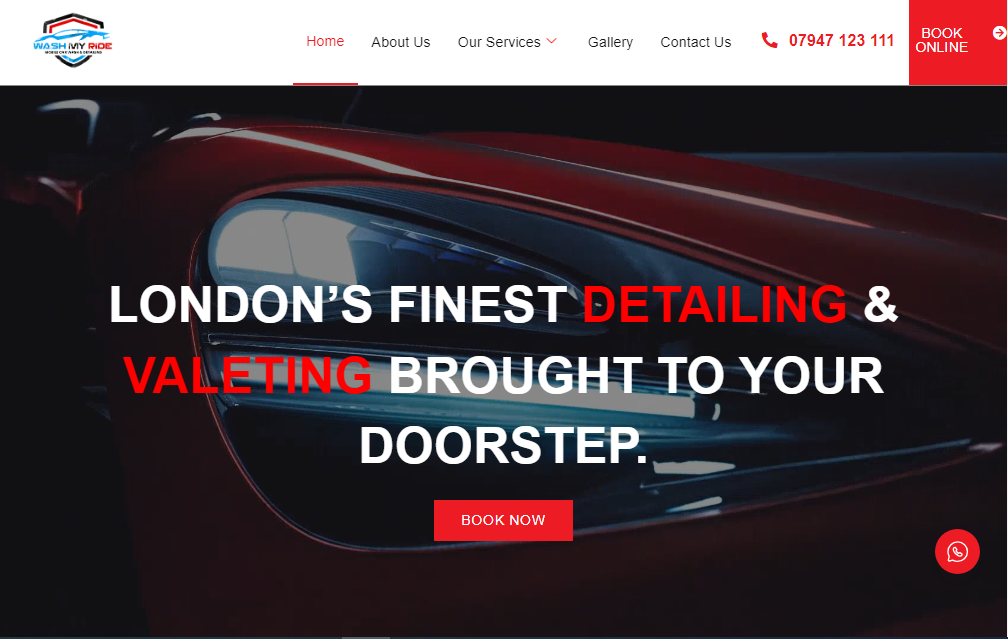 WASH MY RIDE
MOBILE CAR WASH & DETAILING
Home
About Us
Our Services
Gallery
Contact Us
07947 123 111
BOOK
ONLINE
LONDON’S FINEST DETAILING &
VALETING BROUGHT TO YOUR
DOORSTEP.
BOOK NOW